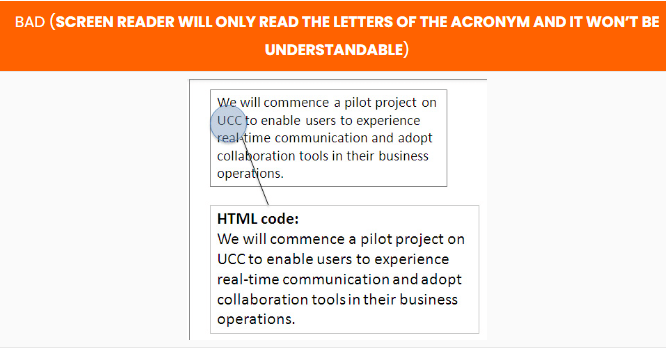 BAD (SCREEN READER WILL ONLY READ THE LETTERS OF THE ACRONYM AND IT WON'T BE
UNDERSTANDABLE)
We will commence a pilot project on
UCC to enable users to experience
real-time communication and adopt
collaboration tools in their business
operations.
HTML code:
We will commence a pilot project on
UCC to enable users to experience
real-time communication and adopt
collaboration tools in their business
operations.